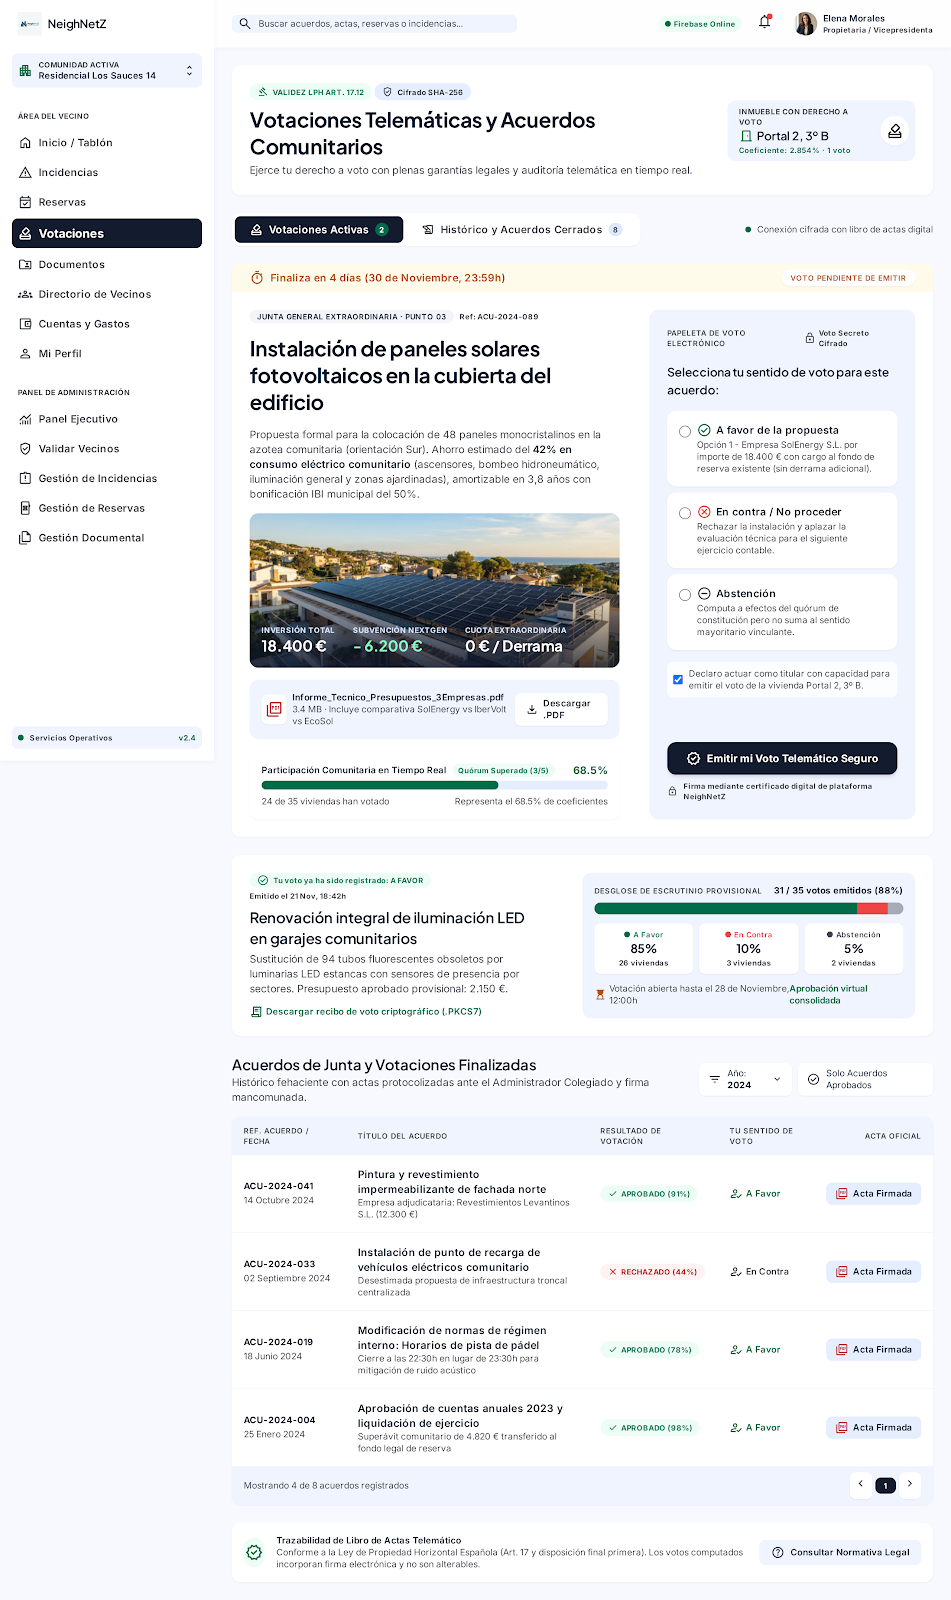 NeighNetZ
Buscar acuerdos, actas, reservas o incidencias...
Firebase Online
Elena Morales
Propietaria / Vicepresidenta
COMUNIDAD ACTIVA
Residencial Los Sauces 14
ÁREA DEL VECINO
Inicio / Tablón
Incidencias
Reservas
Votaciones
Documentos
Directorio de Vecinos
Cuentas y Gastos
Mi Perfil
PANEL DE ADMINISTRACIÓN
Panel Ejecutivo
Validar Vecinos
Gestión de Incidencias
Gestión de Reservas
Gestión Documental
Servicios Operativos
v2.4
VALIDEZ LPH ART. 17.12
Cifrado SHA-256
Votaciones Telemáticas y Acuerdos
Comunitarios
Ejerce tu derecho a voto con plenas garantías legales y auditoría telemática en tiempo real.
INMUEBLE CON DERECHO A
VOTO
Portal 2, 3º B
Coeficiente: 2.854% · 1 voto
Votaciones Activas 2
Histórico y Acuerdos Cerrados 8
Conexión cifrada con libro de actas digital
Finaliza en 4 días (30 de Noviembre, 23:59h)
VOTO PENDIENTE DE EMITIR
JUNTA GENERAL EXTRAORDINARIA · PUNTO 03
Ref: ACU-2024-089
Instalación de paneles solares
fotovoltaicos en la cubierta del
edificio
Propuesta formal para la colocación de 48 paneles monocristalinos en la
azotea comunitaria (orientación Sur). Ahorro estimado del 42% en
consumo eléctrico comunitario (ascensores, bombeo hidroneumático,
iluminación general y zonas ajardinadas), amortizable en 3,8 años con
bonificación IBI municipal del 50%.
INVERSIÓN TOTAL
18.400 €
SUBVENCIÓN NEXTGEN
- 6.200 €
CUOTA EXTRAORDINARIA
0 € / Derrama
Informe_Tecnico_Presupuestos_3Empresas.pdf
3.4 MB · Incluye comparativa SolEnergy vs IberVolt
vs EcoSol
Descargar
.PDF
Participación Comunitaria en Tiempo Real
Quórum Superado (3/5)
68.5%
24 de 35 viviendas han votado
Representa el 68.5% de coeficientes
PAPELETA DE VOTO
ELECTRÓNICO
Voto Secreto
Cifrado
Selecciona tu sentido de voto para este
acuerdo:
A favor de la propuesta
Opción 1 - Empresa SolEnergy S.L. por
importe de 18.400 € con cargo al fondo de
reserva existente (sin derrama adicional).
En contra / No proceder
Rechazar la instalación y aplazar la
evaluación técnica para el siguiente
ejercicio contable.
Abstención
Computa a efectos del quórum de
constitución pero no suma al sentido
mayoritario vinculante.
Declaro actuar como titular con capacidad para
emitir el voto de la vivienda Portal 2, 3º B.
Emitir mi Voto Telemático Seguro
Firma mediante certificado digital de plataforma
NeighNetZ
Tu voto ya ha sido registrado: A FAVOR
Emitido el 21 Nov, 18:42h
Renovación integral de iluminación LED
en garajes comunitarios
Sustitución de 94 tubos fluorescentes obsoletos por
luminarias LED estancas con sensores de presencia por
sectores. Presupuesto aprobado provisional: 2.150 €.
Descargar recibo de voto criptográfico (.PKCS7)
DESGLOSE DE ESCRUTINIO PROVISIONAL
31 / 35 votos emitidos (88%)
A Favor
85%
26 viviendas
En Contra
10%
3 viviendas
Abstención
5%
2 viviendas
Votación abierta hasta el 28 de Noviembre,
12:00h
Aprobación virtual
consolidada
Acuerdos de Junta y Votaciones Finalizadas
Histórico fehaciente con actas protocolizadas ante el Administrador Colegiado y firma
mancomunada.
Año:
2024
Solo Acuerdos
Aprobados
REF. ACUERDO /
FECHA
TÍTULO DEL ACUERDO
RESULTADO DE
VOTACIÓN
TU SENTIDO DE
VOTO
ACTA OFICIAL
ACU-2024-041
14 Octubre 2024
Pintura y revestimiento
impermeabilizante de fachada norte
Empresa adjudicataria: Revestimientos Levantinos
S.L. (12.300 €)
APROBADO (91%)
A Favor
Acta Firmada
ACU-2024-033
02 Septiembre 2024
Instalación de punto de recarga de
vehículos eléctricos comunitario
Desestimada propuesta de infraestructura troncal
centralizada
RECHAZADO (44%)
En Contra
Acta Firmada
ACU-2024-019
18 Junio 2024
Modificación de normas de régimen
interno: Horarios de pista de pádel
Cierre a las 22:30h en lugar de 23:30h para
mitigación de ruido acústico
APROBADO (78%)
A Favor
Acta Firmada
ACU-2024-004
25 Enero 2024
Aprobación de cuentas anuales 2023 y
liquidación de ejercicio
Superávit comunitario de 4.820 € transferido al
fondo legal de reserva
APROBADO (98%)
A Favor
Acta Firmada
Mostrando 4 de 8 acuerdos registrados
1
Trazabilidad de Libro de Actas Telemático
Conforme a la Ley de Propiedad Horizontal Española (Art. 17 y disposición final primera). Los votos computados
incorporan firma electrónica y no son alterables.
Consultar Normativa Legal